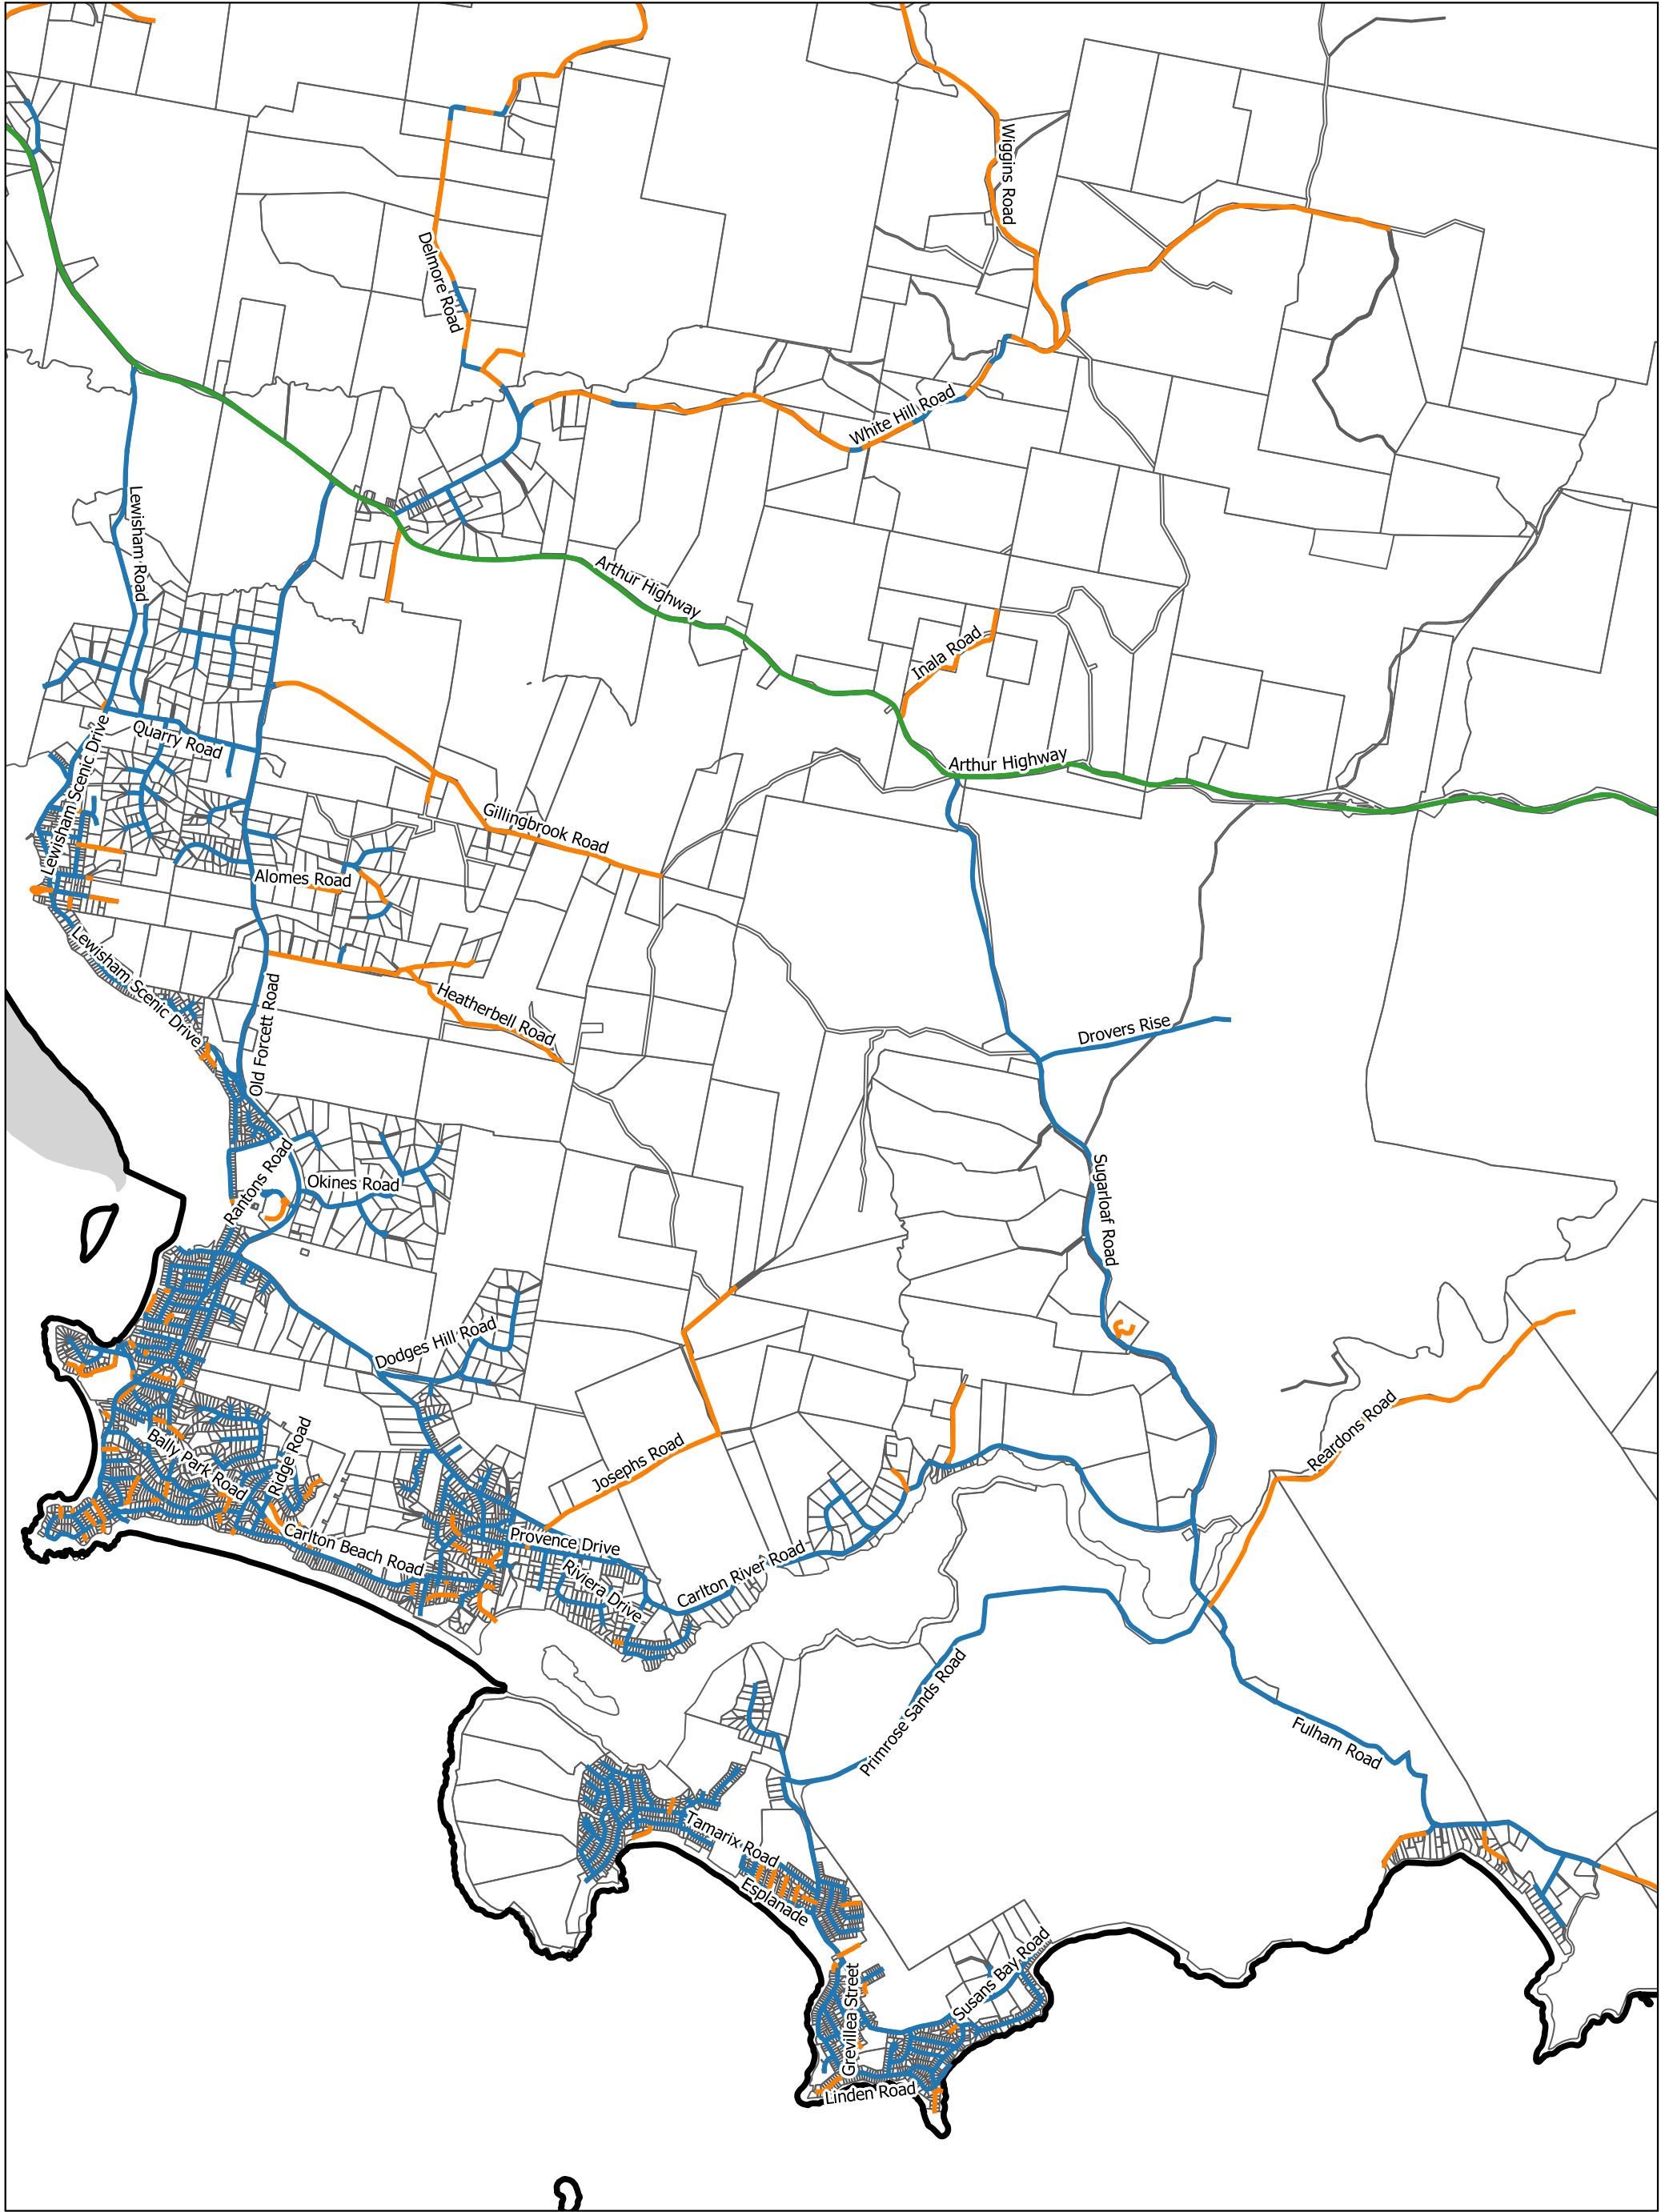 Wiggins Road
Delmore Road
White Hill Road
Lewisham Road
Arthur Highway
Inala Road
Quarry Road
Lewisham Scenic Drive
Arthur Highway
Gillingbrook Road
Alomes Road
Lewisham Scenic Drive
Heatherbell Road
Old Forcett Road
Drovers Rise
Rantons Road
Okines Road
Sugarloaf Road
Dodges Hill Road
Reardons Road
Bally Park Road
Ridge Road
Josephs Road
Carlton Beach Road
Provence Drive
Riviera Drive
Carlton River Road
Primrose Sands Road
Fulham Road
Tamarix Road
Esplanade
Susans Bay Road
Grevillea Street
Linden Road